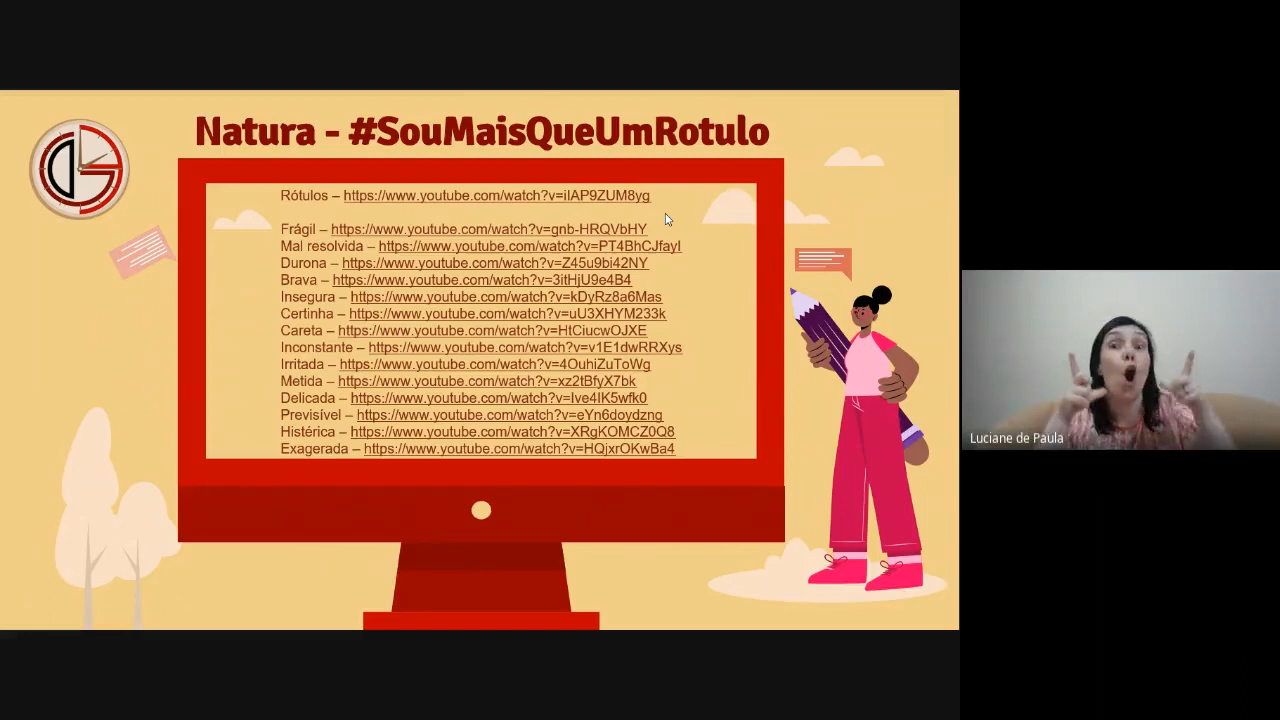 Natura - #SouMaisQueUmRotulo
Rótulos – https://www.youtube.com/watch?v=ilAP9ZUM8yg
Frágil – https://www.youtube.com/watch?v=gnb-HRQVbHY
Mal resolvida – https://www.youtube.com/watch?v=PT4BhCJfayI
Durona – https://www.youtube.com/watch?v=Z45u9bi42NY
Brava – https://www.youtube.com/watch?v=3itHjU9e4B4
Insegura – https://www.youtube.com/watch?v=kDyRz8a6Mas
Certinha – https://www.youtube.com/watch?v=uU3XHYM233k
Careta – https://www.youtube.com/watch?v=HtCiucwOJXE
Inconstante – https://www.youtube.com/watch?v=v1E1dwRRXys
Irritada – https://www.youtube.com/watch?v=4OuhiZuToWg
Metida – https://www.youtube.com/watch?v=xz2tBfyX7bk
Delicada – https://www.youtube.com/watch?v=Ive4IK5wfk0
Previsível – https://www.youtube.com/watch?v=eYn6doydzng
Histérica – https://www.youtube.com/watch?v=XRgKOMCZ0Q8
Exagerada – https://www.youtube.com/watch?v=HQjxrOKwBa4
Luciane de Paula